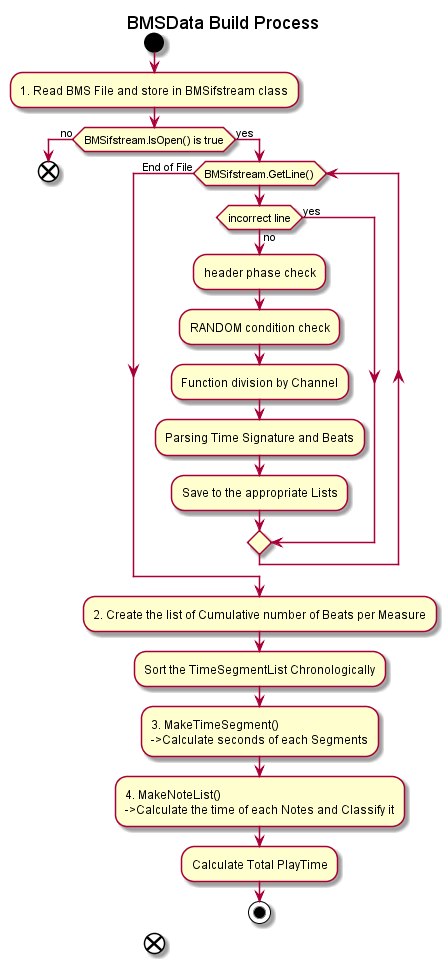 BMSData Build Process
1. Read BMS File and store in BMSifstream class
no
BMSifstream.IsOpen() is true
yes
End of File
BMSifstream.GetLine()
incorrect line
yes
no
header phase check
RANDOM condition check
Function division by Channel
Parsing Time Signature and Beats
Save to the appropriate Lists
2. Create the list of Cumulative number of Beats per Measure
Sort the TimeSegmentList Chronologically
3. MakeTimeSegment()
->Calculate seconds of each Segments
4. MakeNoteList()
->Calculate the time of each Notes and Classify it
Calculate Total PlayTime